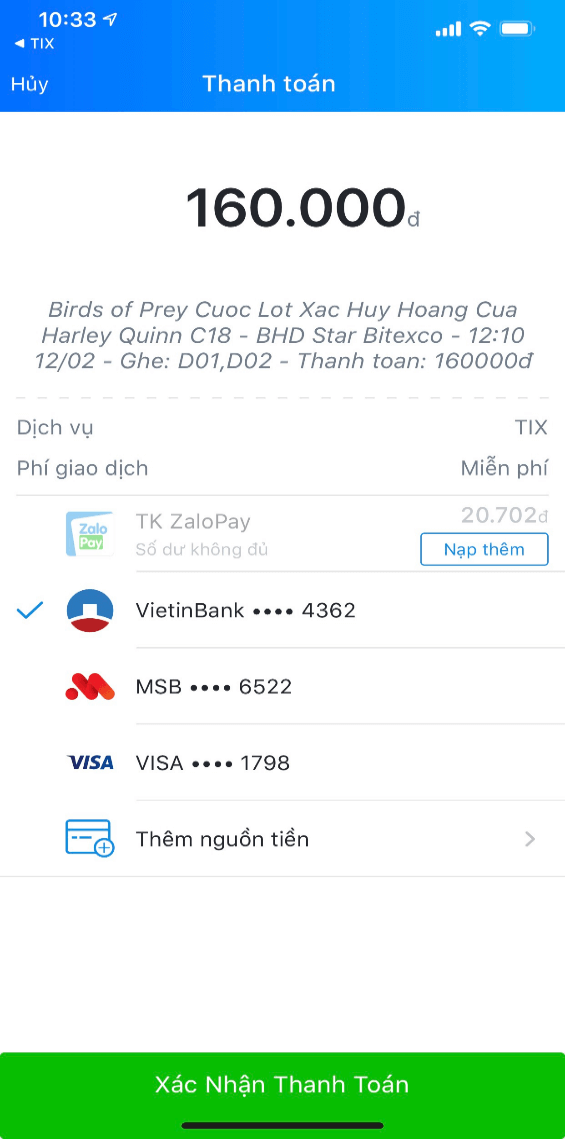 10:33
◀ TIX
Hủy
Thanh toán
160.000đ
Birds of Prey Cuoc Lot Xac Huy Hoang Cua
Harley Quinn C18 - BHD Star Bitexco - 12:10
12/02 - Ghe: D01,D02 - Thanh toan: 160000đ
Dịch vụ
TIX
Phí giao dịch
Miễn phí
Zalo
Pay
TK ZaloPay
20.702đ
Số dư không đủ
Nạp thêm
VietinBank •••• 4362
MSB •••• 6522
VISA
VISA •••• 1798
Thêm nguồn tiền
Xác Nhận Thanh Toán